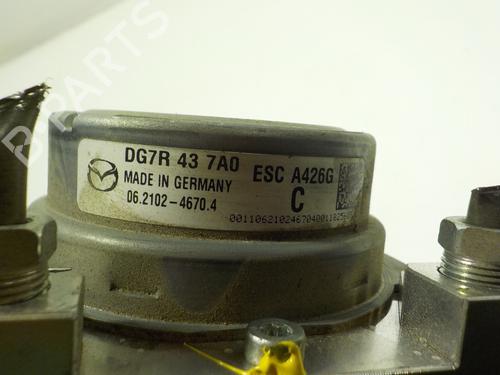 DG7R 43 7A0 ESC A426G
MADE IN GERMANY
06.2102-4670.4 C
B PARTS